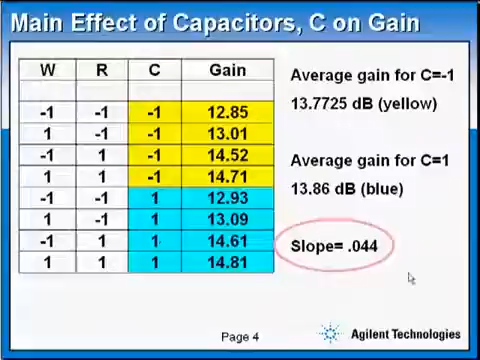 Main Effect of Capacitors, C on Gain
W R C Gain
-1 -1 -1 12.85
1 -1 -1 13.01
-1 1 -1 14.52
1 1 -1 14.71
-1 -1 1 12.93
1 -1 1 13.09
-1 1 1 14.61
1 1 1 14.81
Average gain for C=-1
13.7725 dB (yellow)
Average gain for C=1
13.86 dB (blue)
Slope= .044
Page 4
Agilent Technologies